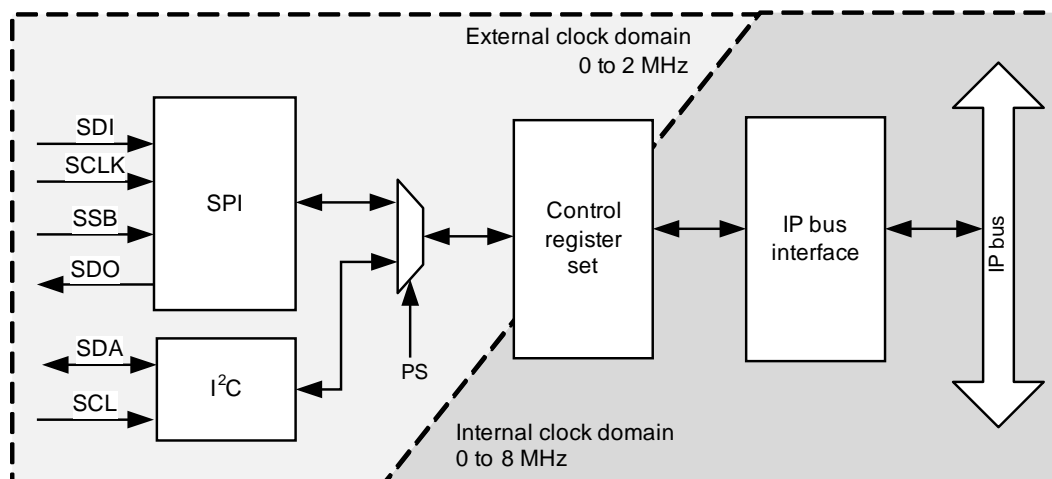 External clock domain
0 to 2 MHz
SDI
SCLK
SSB
SDO
SPI
SDA
SCL
I²C
PS
Control
register
set
IP bus
interface
IP bus
Internal clock domain
0 to 8 MHz